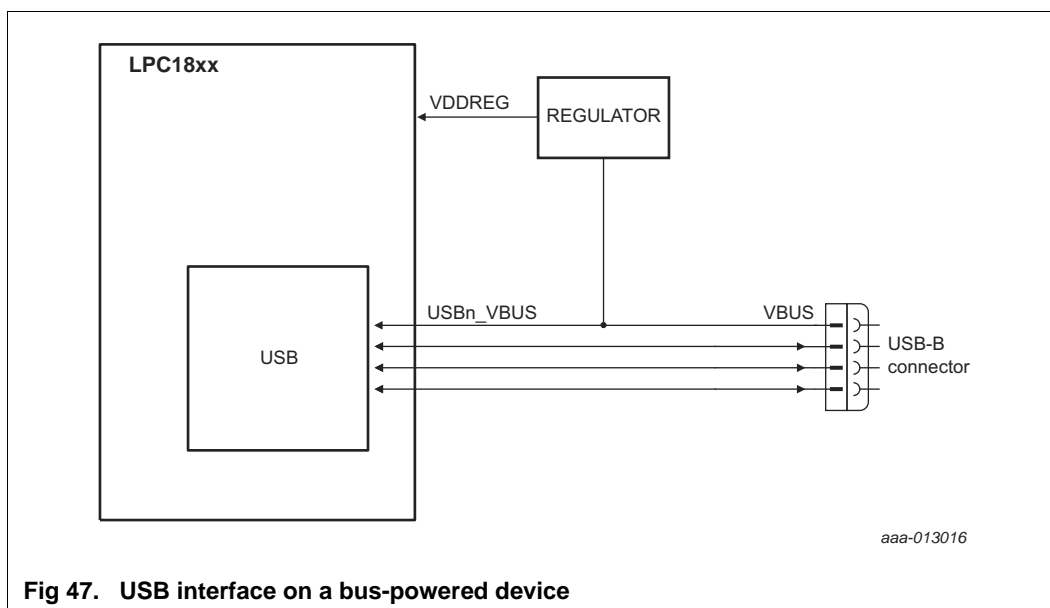 LPC18xx
VDDREG
REGULATOR
USBn_VBUS
VBUS
USB
USB-B
connector
aaa-013016
Fig 47. USB interface on a bus-powered device